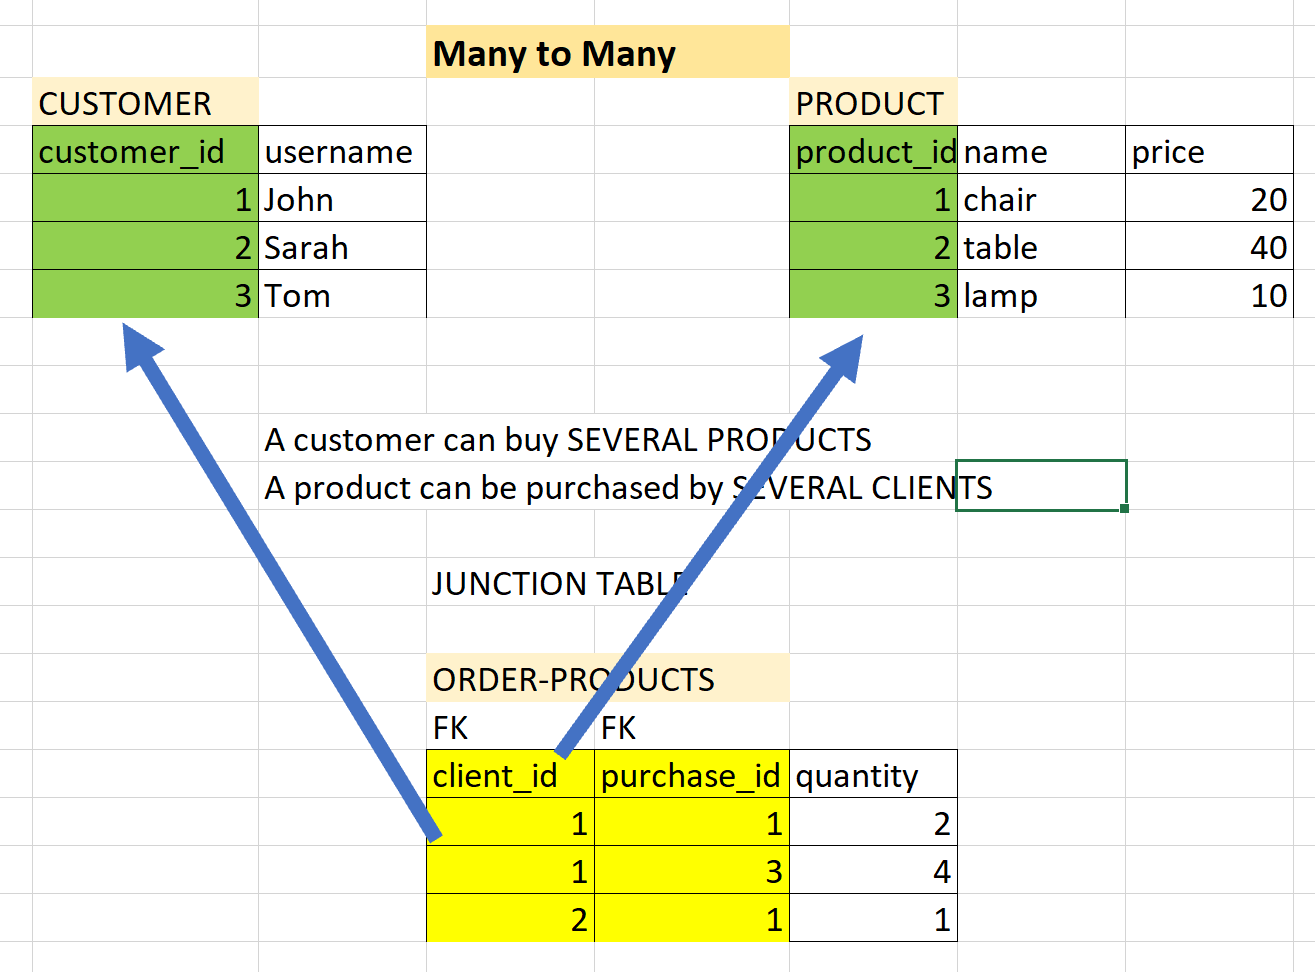 Many to Many
CUSTOMER PRODUCT
customer_id username product_id name price
1 John 1 chair 20
2 Sarah 2 table 40
3 Tom 3 lamp 10
A customer can buy SEVERAL PRODUCTS
A product can be purchased by SEVERAL CLIENTS
JUNCTION TABLE
ORDER-PRODUCTS
FK FK
client_id purchase_id quantity
1 1 2
1 3 4
2 1 1